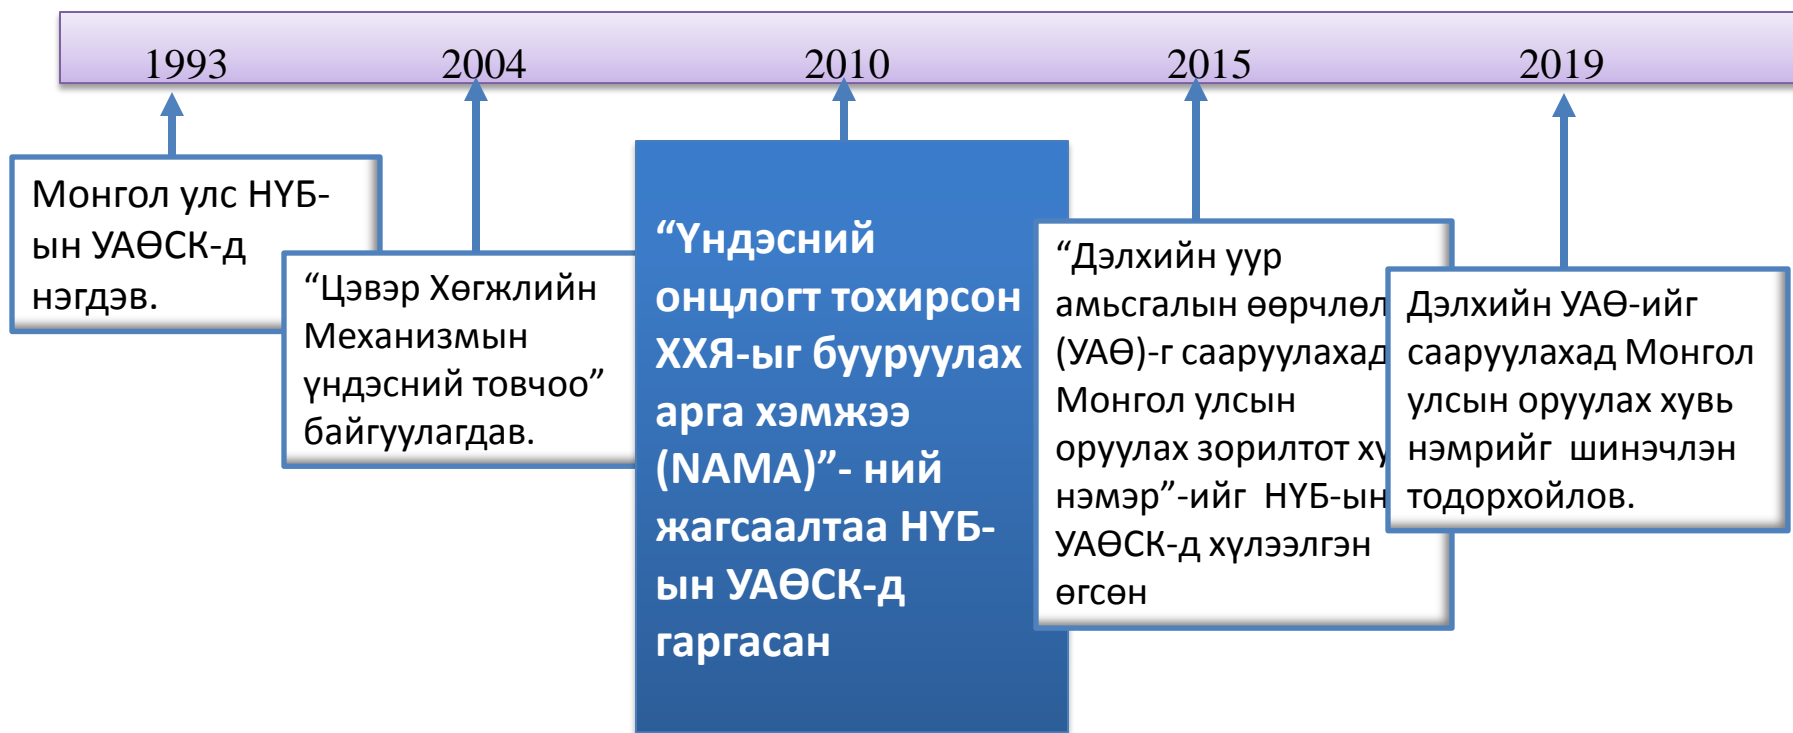 1993
2004
2010
2015
2019
Монгол улс НҮБ-
ын УАӨСК-д
нэгдэв.
“Цэвэр Хөгжлийн
Механизмын
үндэсний товчоо”
байгуулагдав.
“Үндэсний
онцлогт тохирсон
ХХЯ-ыг бууруулах
арга хэмжээ
(NAMA)”- ний
жагсаалтаа НҮБ-
ын УАӨСК-д
гаргасан
“Дэлхийн уур
амьсгалын
(УАӨ)-г сааруулахад
Монгол улсын
оруулах зорилтот
нэмэр”-ийг НҮБ-ын
УАӨСК-д хүлээлгэн
өгсөн
Дэлхийн УАӨ-ийг
сааруулахад Монгол
улсын оруулах хувь
нэмрийг шинэчлэн
тодорхойлов.